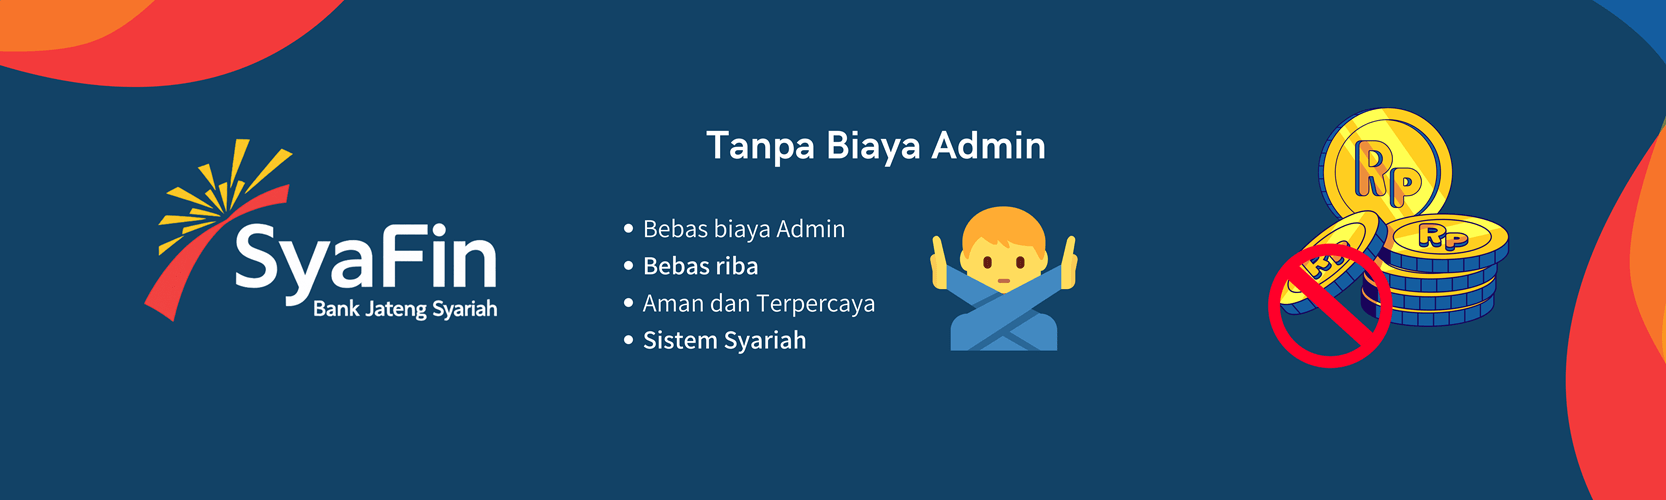 SyaFin
Bank Jateng Syariah
Tanpa Biaya Admin
Bebas biaya Admin
Bebas riba
Aman dan Terpercaya
Sistem Syariah
RP
RP
RP